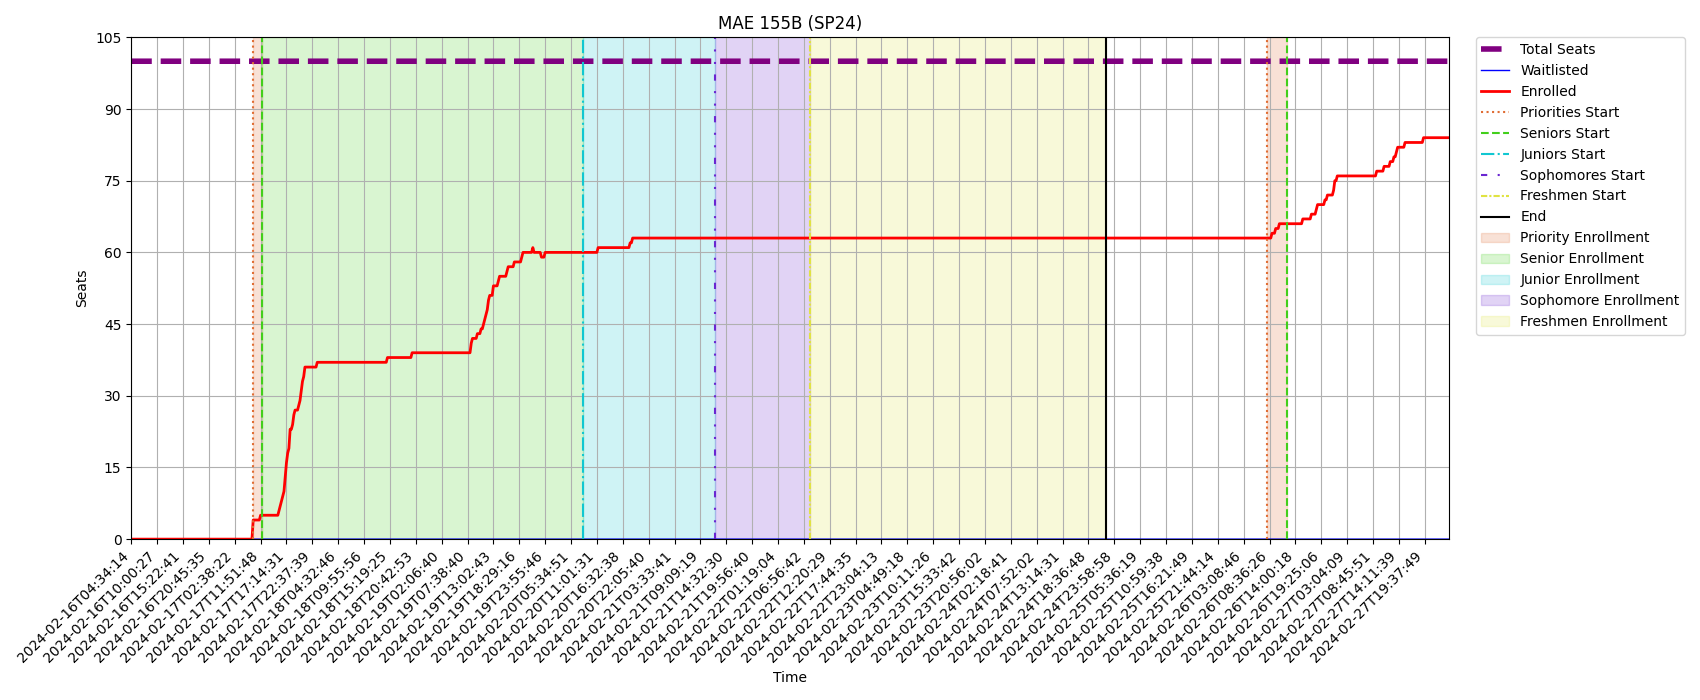 MAE 155B (SP24)
105
90
75
60
45
30
15
0
Seats
2024-02-16T04:34:14
2024-02-16T10:00:27
2024-02-16T15:22:41
2024-02-16T20:45:35
2024-02-17T02:38:22
2024-02-17T11:51:48
2024-02-17T17:14:31
2024-02-17T22:37:39
2024-02-18T04:32:46
2024-02-18T09:55:56
2024-02-18T15:19:25
2024-02-18T20:42:53
2024-02-19T02:06:40
2024-02-19T07:38:40
2024-02-19T13:02:43
2024-02-19T18:29:16
2024-02-19T23:55:46
2024-02-20T05:34:51
2024-02-20T11:01:31
2024-02-20T16:32:38
2024-02-20T22:05:40
2024-02-21T03:33:41
2024-02-21T09:09:19
2024-02-21T14:32:30
2024-02-21T19:56:40
2024-02-22T01:19:04
2024-02-22T06:56:42
2024-02-22T12:20:29
2024-02-22T17:44:35
2024-02-22T23:04:13
2024-02-23T04:49:18
2024-02-23T10:11:26
2024-02-23T15:33:42
2024-02-23T20:56:02
2024-02-24T02:18:41
2024-02-24T07:52:02
2024-02-24T13:14:31
2024-02-24T18:36:48
2024-02-24T23:58:58
2024-02-25T05:36:19
2024-02-25T10:59:38
2024-02-25T16:21:49
2024-02-25T21:44:14
2024-02-26T03:08:46
2024-02-26T08:36:26
2024-02-26T14:00:18
2024-02-26T19:25:06
2024-02-27T03:04:09
2024-02-27T08:45:51
2024-02-27T14:11:39
2024-02-27T19:37:49
Time
Total Seats
Waitlisted
Enrolled
Priorities Start
Seniors Start
Juniors Start
Sophomores Start
Freshmen Start
End
Priority Enrollment
Senior Enrollment
Junior Enrollment
Sophomore Enrollment
Freshmen Enrollment